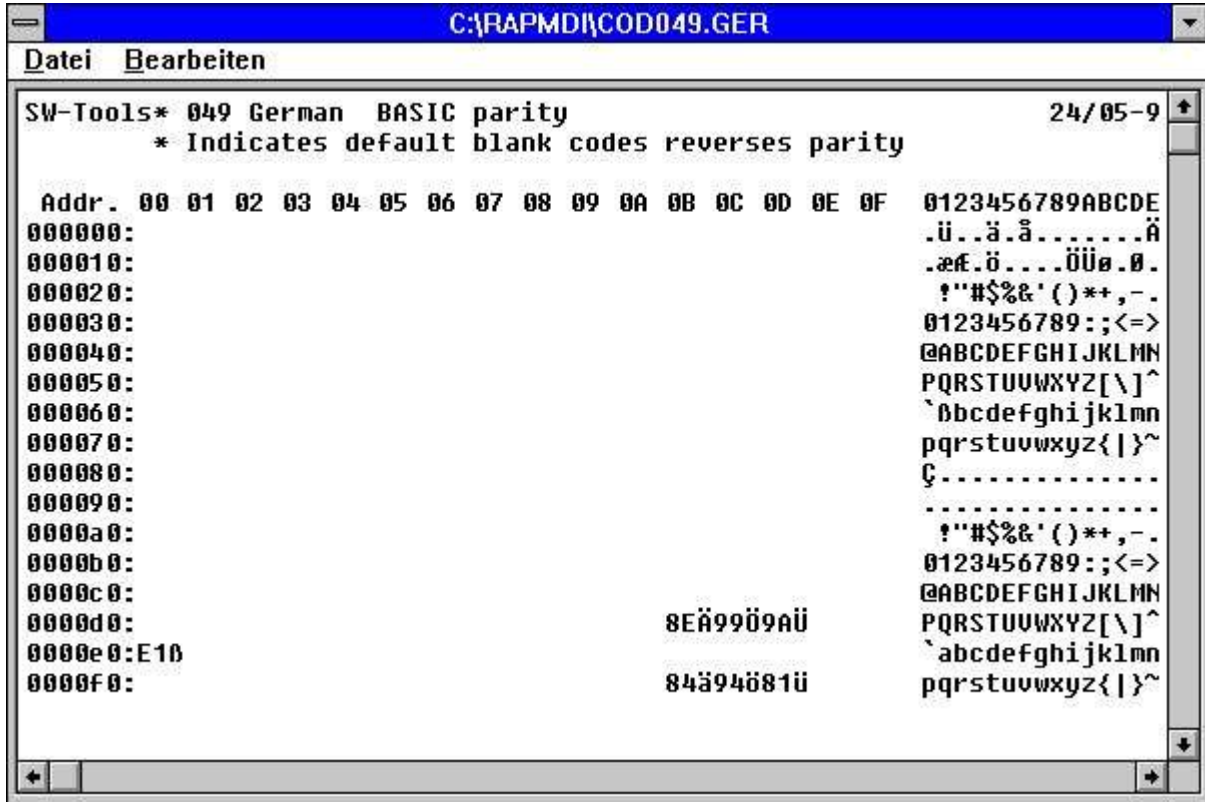 C:\RAPMDI\COD049.GER
Datei Bearbeiten
SW-Tools* 049 German BASIC parity 24/05-9
* Indicates default blank codes reverses parity
Addr. 00 01 02 03 04 05 06 07 08 09 0A 0B 0C 0D 0E 0F 0123456789ABCDE
000000: .ü..ä.å.......Ä
000010: .æÆ.ö....ÖÜø.Ø.
000020: !"#$%&'()*+,-.
000030: 0123456789:;<=>
000040: @ABCDEFGHIJKLMN
000050: PQRSTUVWXYZ[\]^
000060: `ßbcdefghijklmn
000070: pqrstuvwxyz{|}~
000080: Ç..............
000090: ...............
0000a0: !"#$%&'()*+,-.
0000b0: 0123456789:;<=>
0000c0: @ABCDEFGHIJKLMN
0000d0: 8EÄ99Ö9AÜ PQRSTUVWXYZ[\]^
0000e0:E1ß `abcdefghijklmn
0000f0: 84ä94ö81ü pqrstuvwxyz{|}~